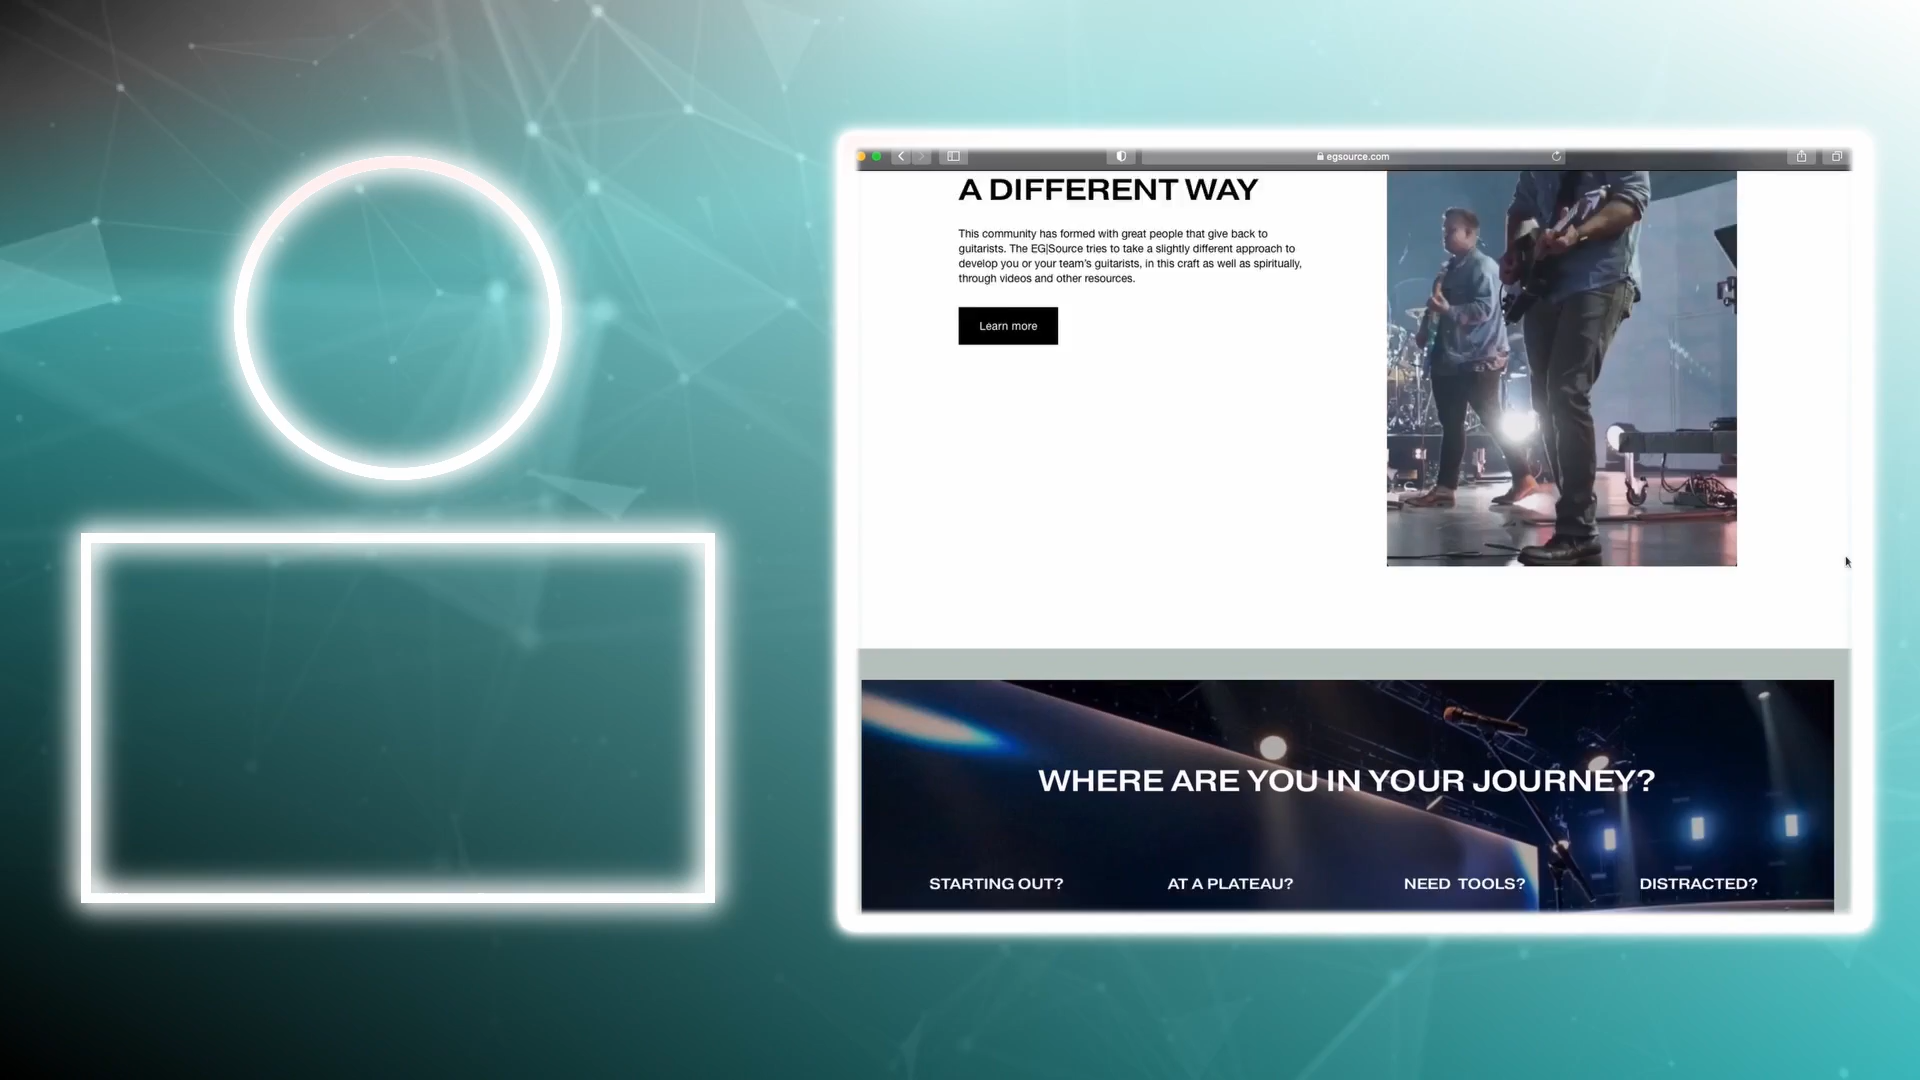 egsource.com
A DIFFERENT WAY
This community has formed with great people that give back to
guitarists. The EG|Source tries to take a slightly different approach to
develop you or your team's guitarists, in this craft as well as spiritually,
through videos and other resources.
Learn more
WHERE ARE YOU IN YOUR JOURNEY?
STARTING OUT?
AT A PLATEAU?
NEED TOOLS?
DISTRACTED?